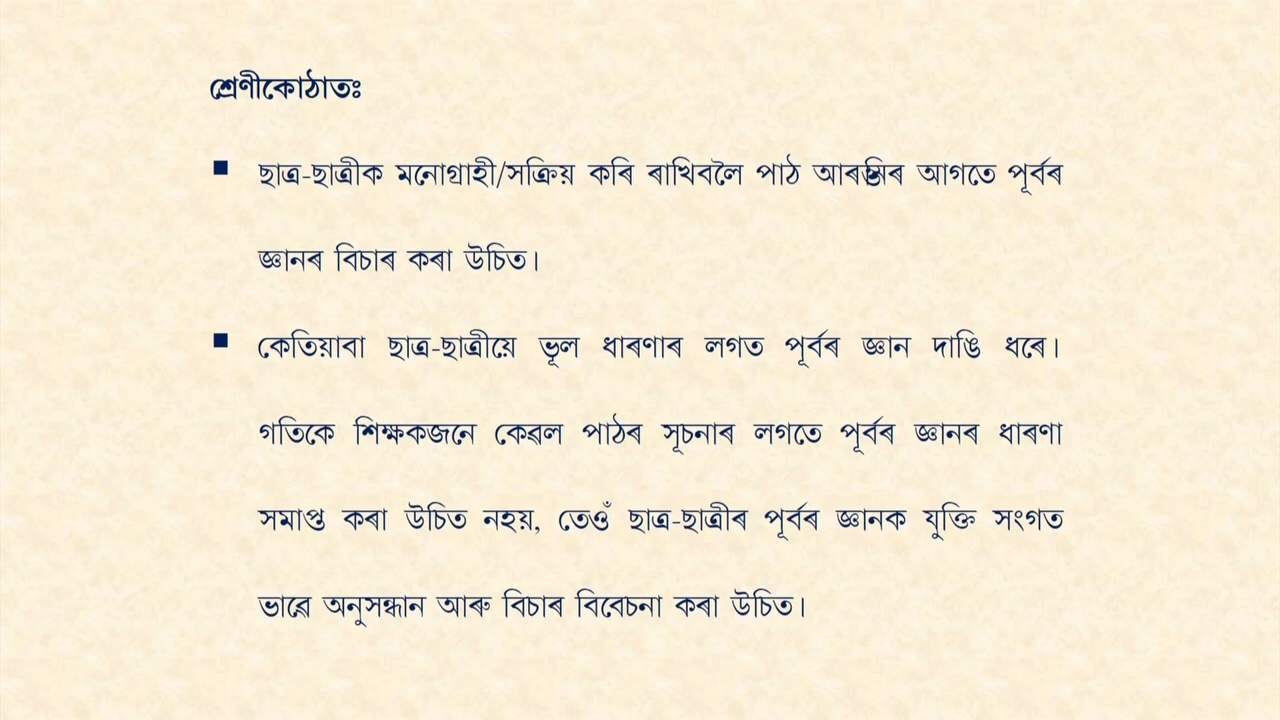 শ্ৰেণীকোঠাতঃ
▪ ছাত্ৰ-ছাত্ৰীক মনোগ্ৰাহী/সক্ৰিয় কৰি ৰাখিবলৈ পাঠ আৰম্ভনিৰ আগতে পূৰ্বৰ
জ্ঞানৰ বিচাৰ কৰা উচিত।
▪ কেতিয়াবা ছাত্ৰ-ছাত্ৰীয়ে ভূল ধাৰণাৰ লগত পূৰ্বৰ জ্ঞান দাঙি ধৰে।
গতিকে শিক্ষকজনে কেৱল পাঠৰ সূচনাৰ লগতে পূৰ্বৰ জ্ঞানৰ ধাৰণা
সমাপ্ত কৰা উচিত নহয়, তেওঁ ছাত্ৰ-ছাত্ৰীৰ পূৰ্বৰ জ্ঞানক যুক্তি সংগত
ভাৱে অনুসন্ধান আৰু বিচাৰ বিবেচনা কৰা উচিত।